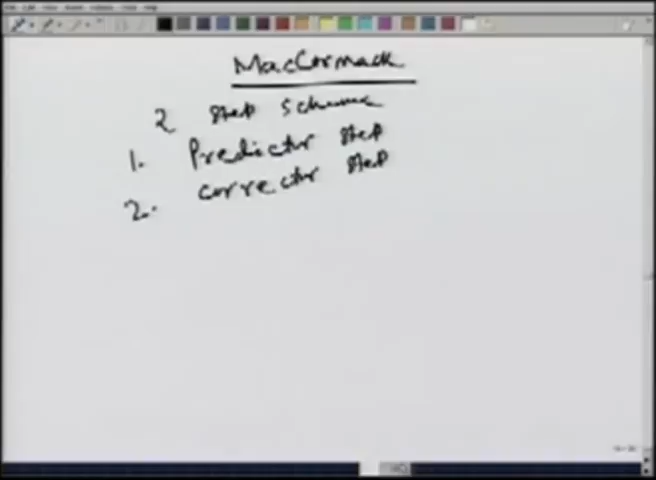 MacCormack
2 step scheme
1. Predictor step
2. corrector step